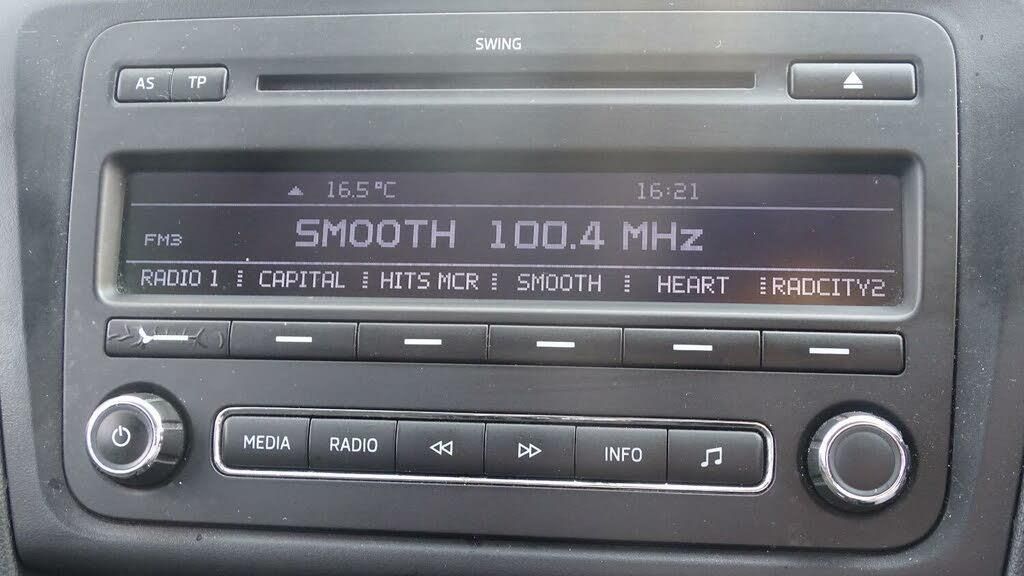 SWING
AS TP
16.5°C 16:21
FM3 SMOOTH 100.4 MHz
RADIO 1 CAPITAL HITS MCR SMOOTH HEART RADCITY2
MEDIA RADIO INFO